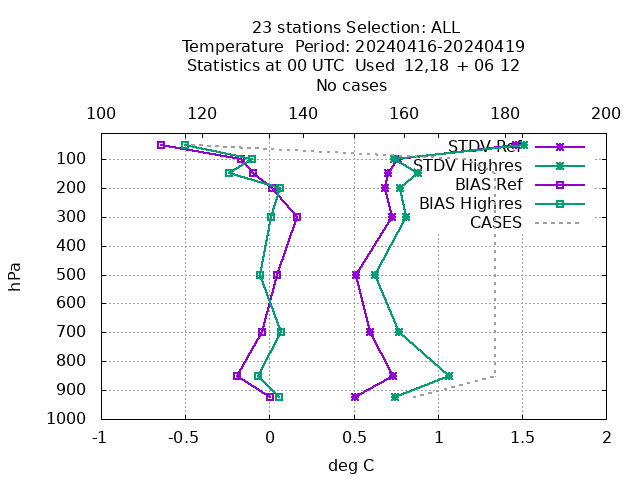 23 stations Selection: ALL
Temperature  Period: 20240416-20240419
Statistics at 00 UTC  Used  12,18 + 06 12
No cases
100 120 140 160 180 200
STDV Ref
STDV Highres
BIAS Ref
BIAS Highres
CASES
hPa
100
200
300
400
500
600
700
800
900
1000
-1 -0.5 0 0.5 1 1.5 2
deg C